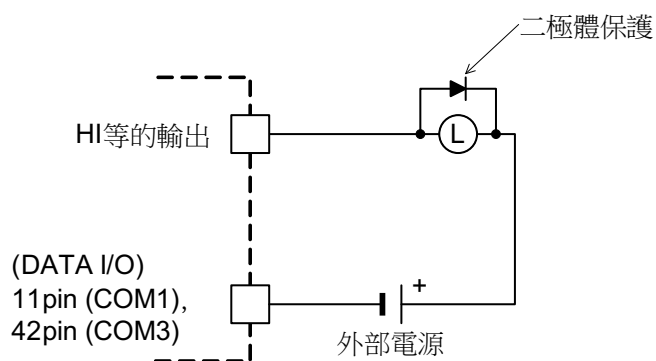 二極體保護
HI等的輸出
L
(DATA I/O)
11pin (COM1),
42pin (COM3)
+
外部電源